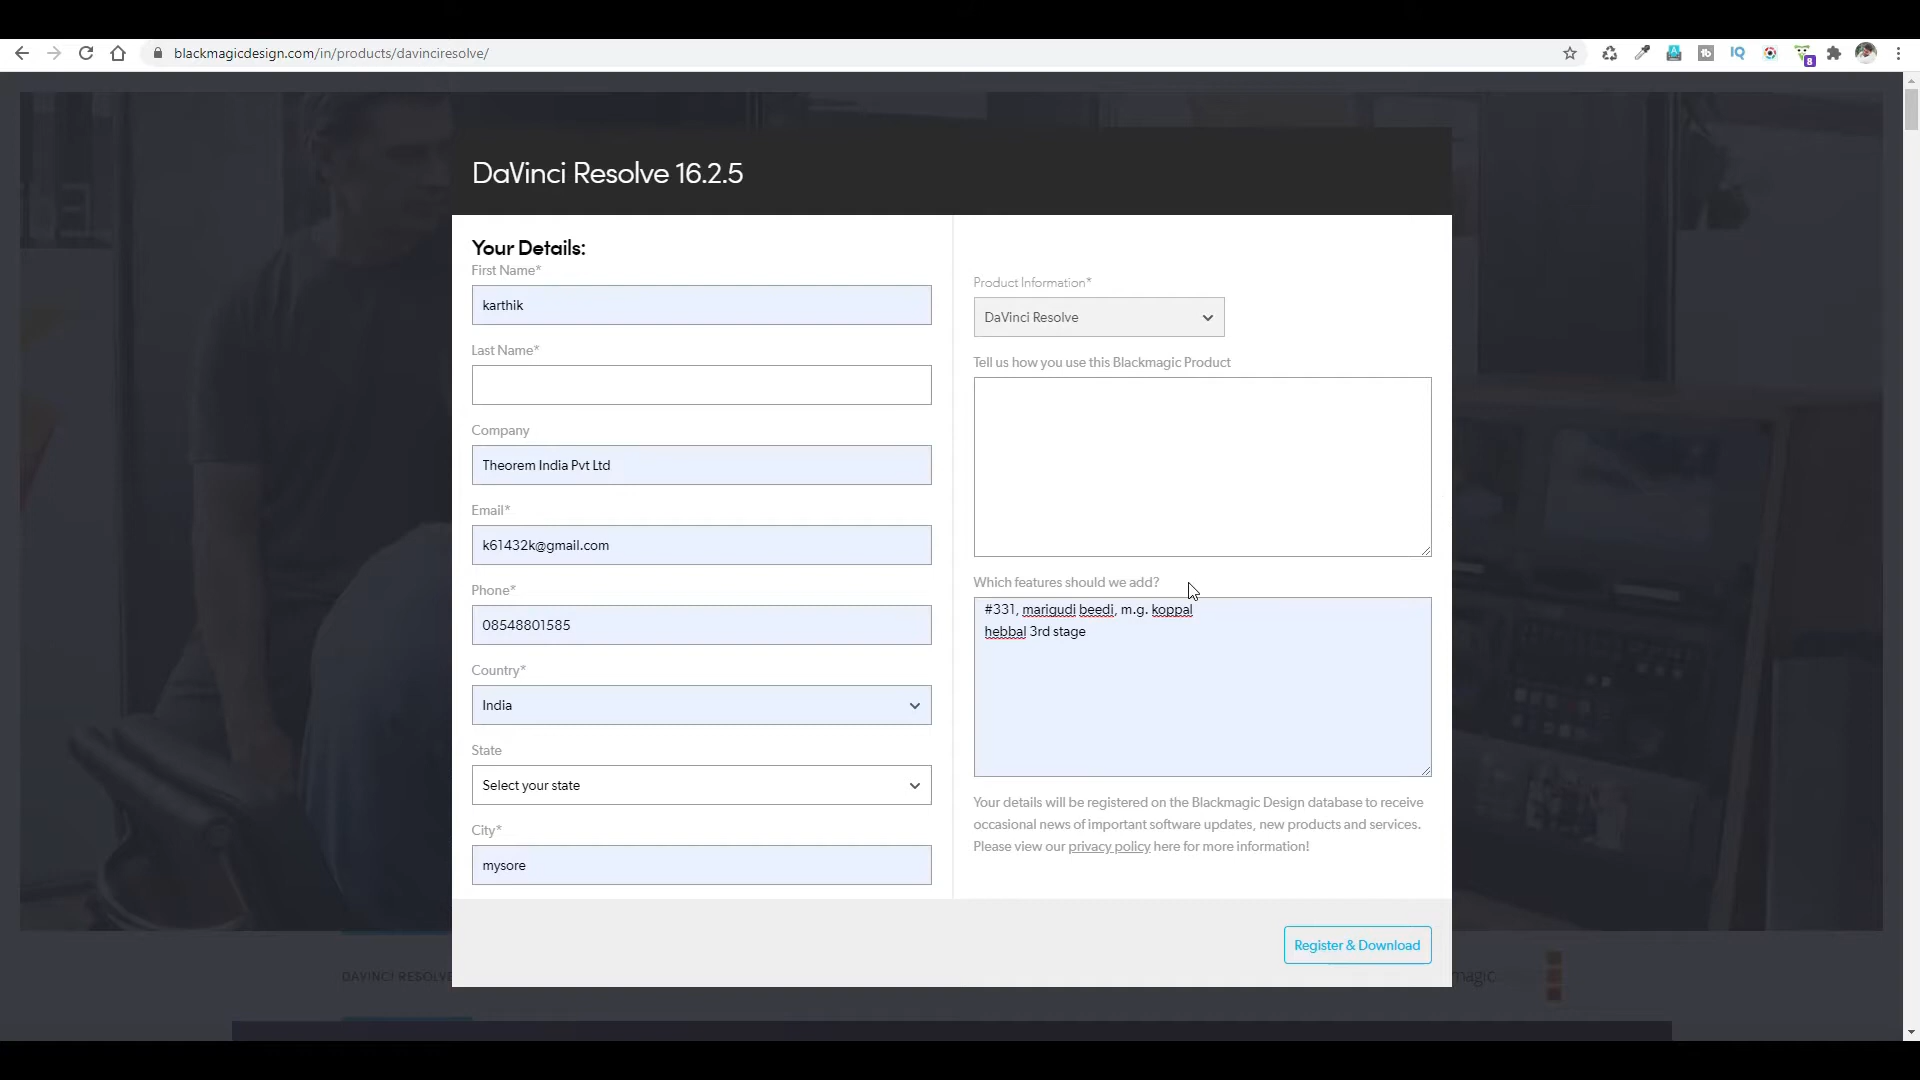 blackmagicdesign.com/in/products/davinciresolve/
8
DaVinci Resolve 16.2.5
Your Details:
First Name*
karthik
Last Name*
Company
Theorem India Pvt Ltd
Email*
k61432k@gmail.com
Phone*
08548801585
Country*
India
State
Select your state
City*
mysore
Product Information*
DaVinci Resolve
Tell us how you use this Blackmagic Product
Which features should we add?
#331, marigudi beedi, m.g. koppal
hebbal 3rd stage
Your details will be registered on the Blackmagic Design database to receive
occasional news of important software updates, new products and services.
Please view our privacy policy here for more information!
Register & Download
DAVINCI RESOLVE
magic